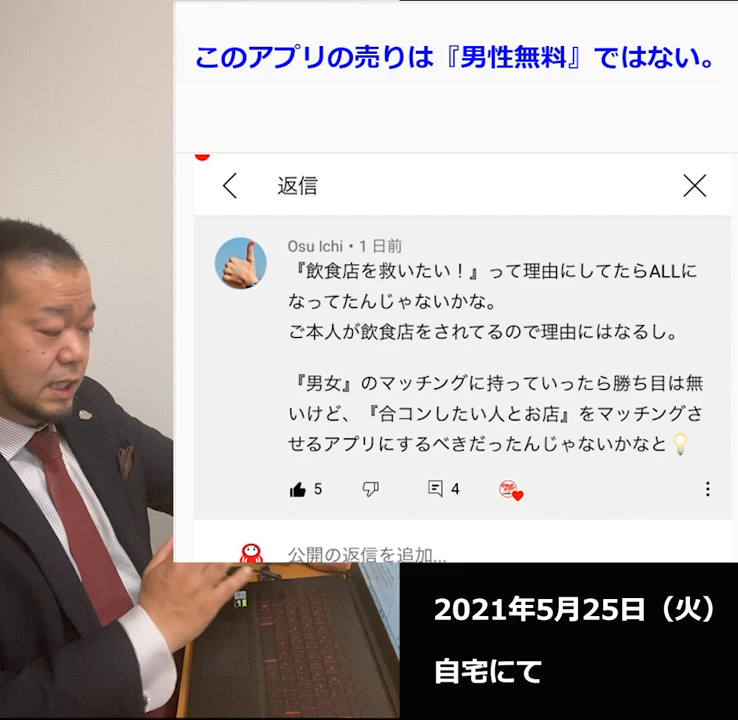 このアプリの売りは『男性無料』ではない。
返信
Osu Ichi・1 日前
『飲食店を救いたい！』って理由にしてたらALLに
なってたんじゃないかな。
ご本人が飲食店をされてるので理由にはなるし。
『男女』のマッチングに持っていったら勝ち目は無
いけど、『合コンしたい人とお店』をマッチングさ
せるアプリにするべきだったんじゃないかなと
5
4
公開の返信を追加...
2021年5月25日（火）
自宅にて